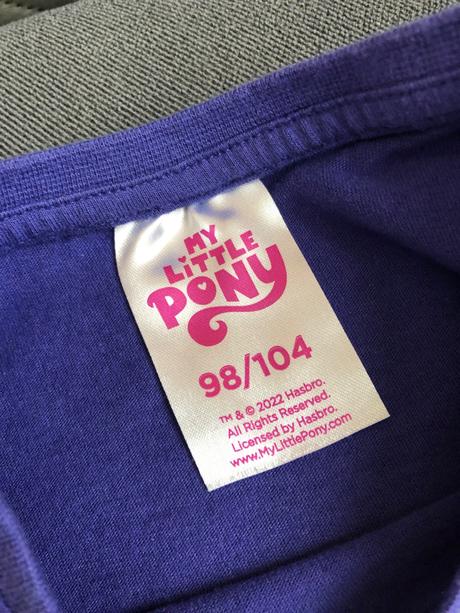 MY
LiTTLE
PONY
98/104
™ & © 2022 Hasbro.
All Rights Reserved.
Licensed by Hasbro.
www.MyLittlePony.com